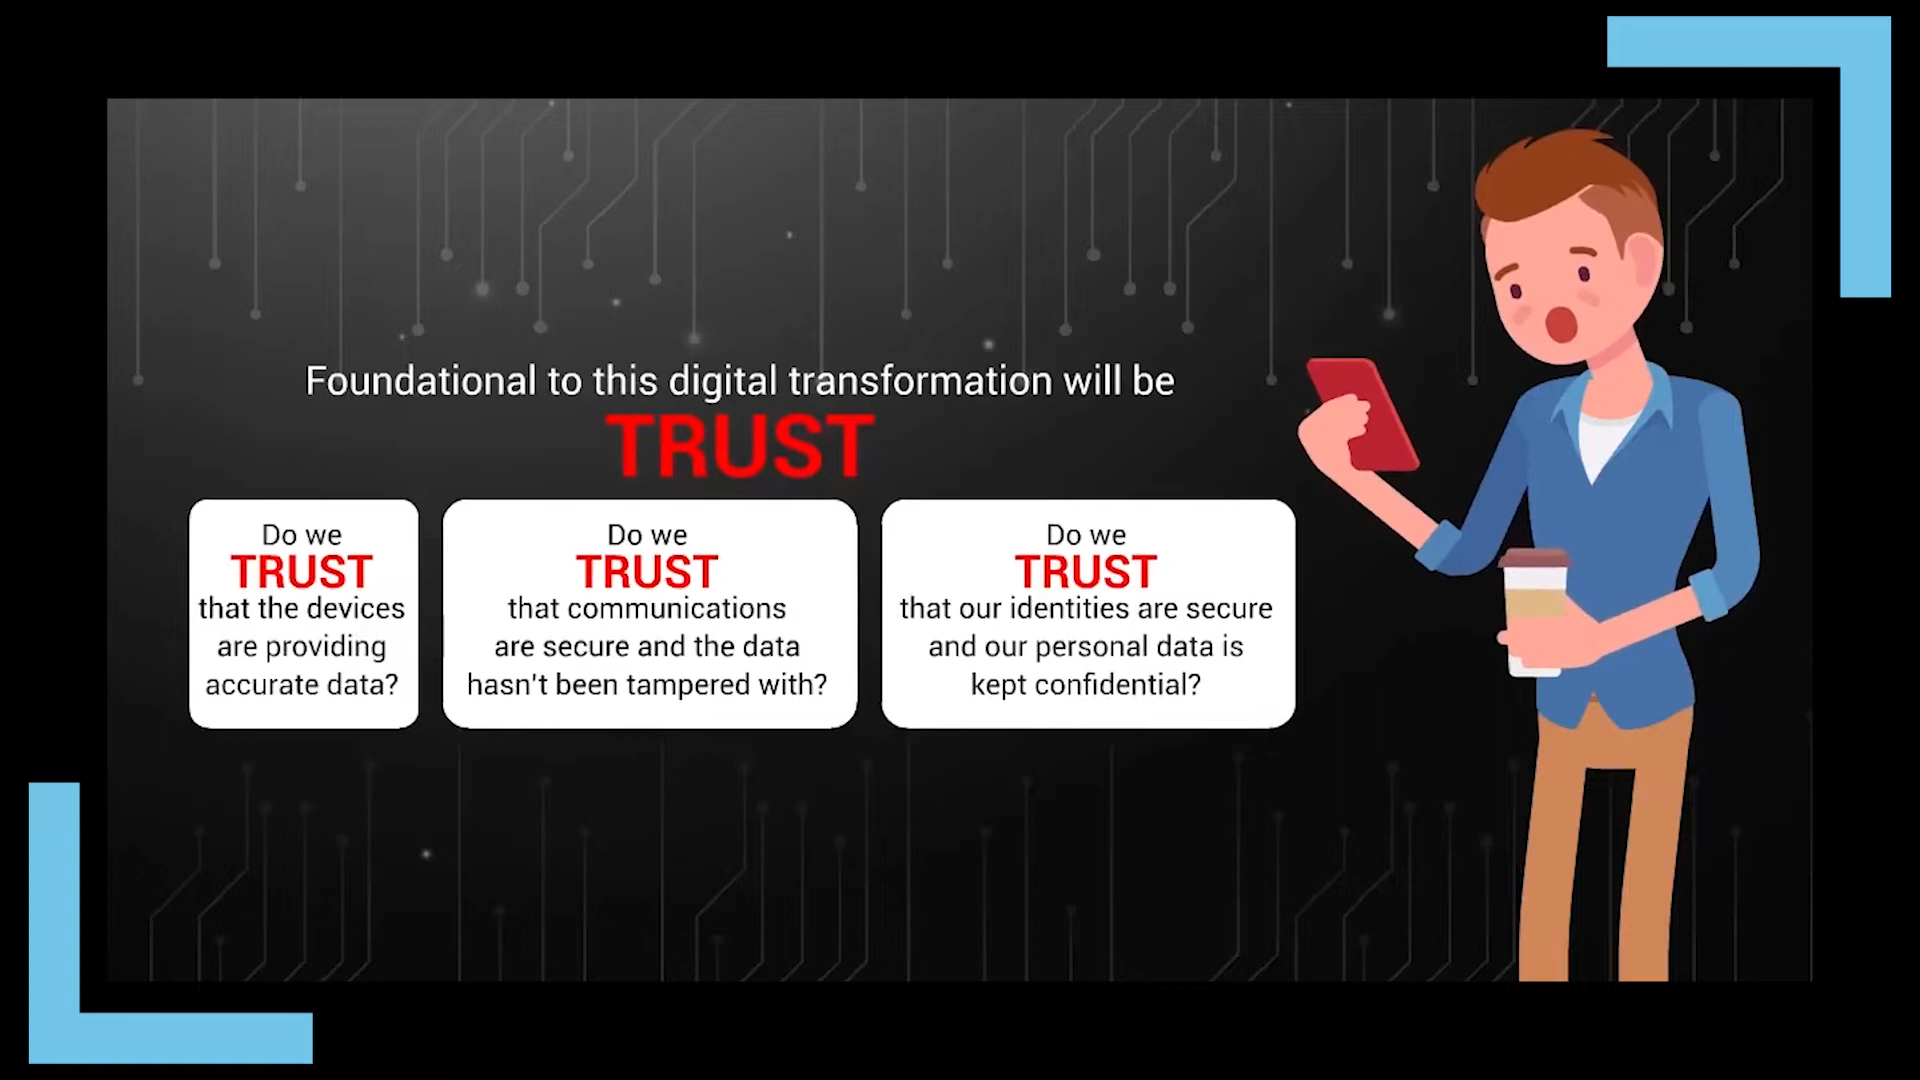 Foundational to this digital transformation will be
TRUST
Do we
TRUST
that the devices
are providing
accurate data?
Do we
TRUST
that communications
are secure and the data
hasn't been tampered with?
Do we
TRUST
that our identities are secure
and our personal data is
kept confidential?